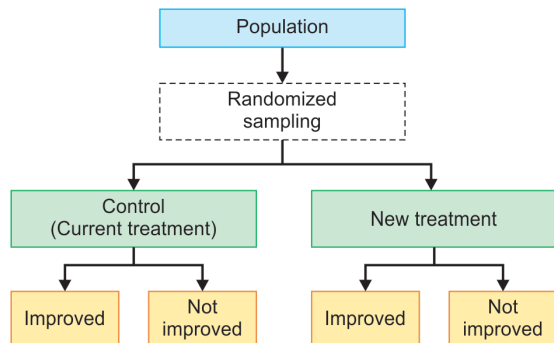 Population
Randomized
sampling
Control
(Current treatment)
New treatment
Improved
Not
improved
Improved
Not
improved